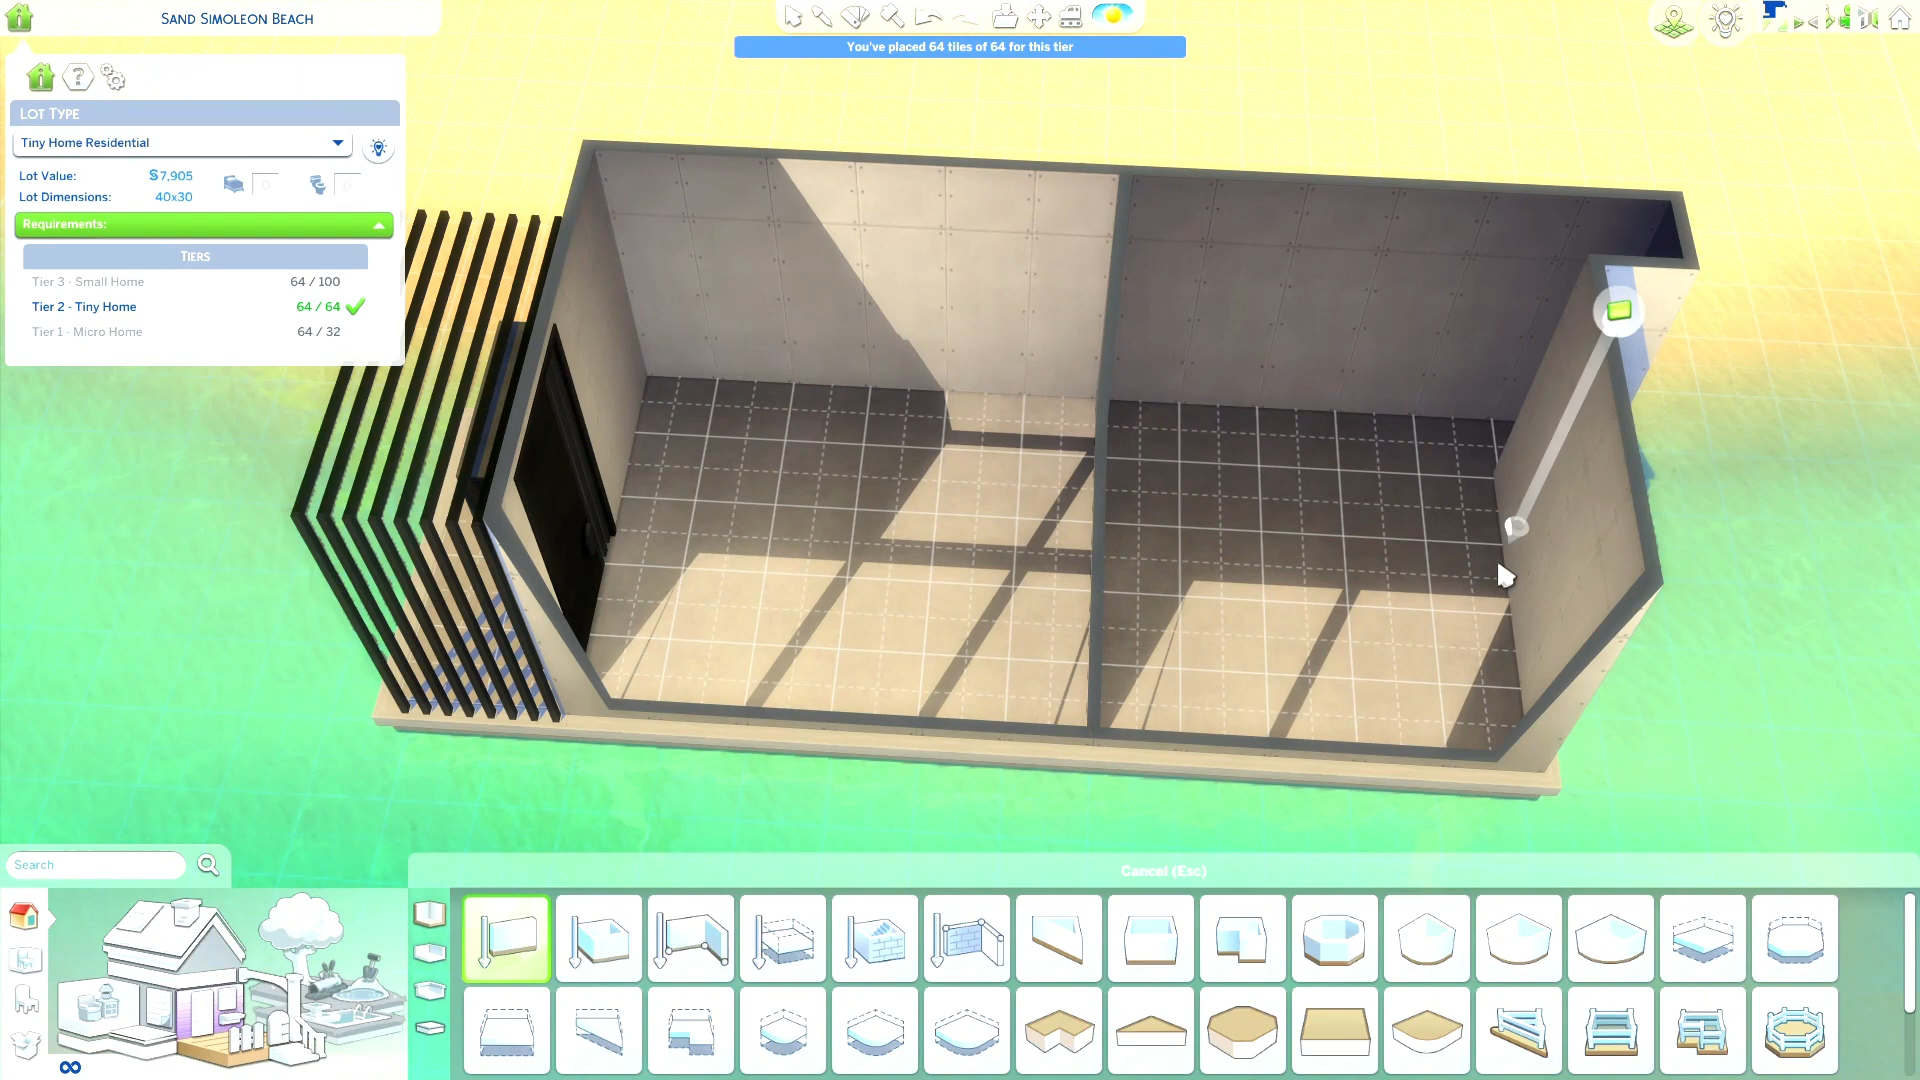 SAND SIMOLEON BEACH
You've placed 64 tiles of 64 for this tier
LOT TYPE
Tiny Home Residential
Lot Value: $7,905
0
0
Lot Dimensions: 40x30
Requirements:
TIERS
Tier 3 - Small Home 64 / 100
Tier 2 - Tiny Home 64 / 64
Tier 1 - Micro Home 64 / 32
Search
Cancel (Esc)